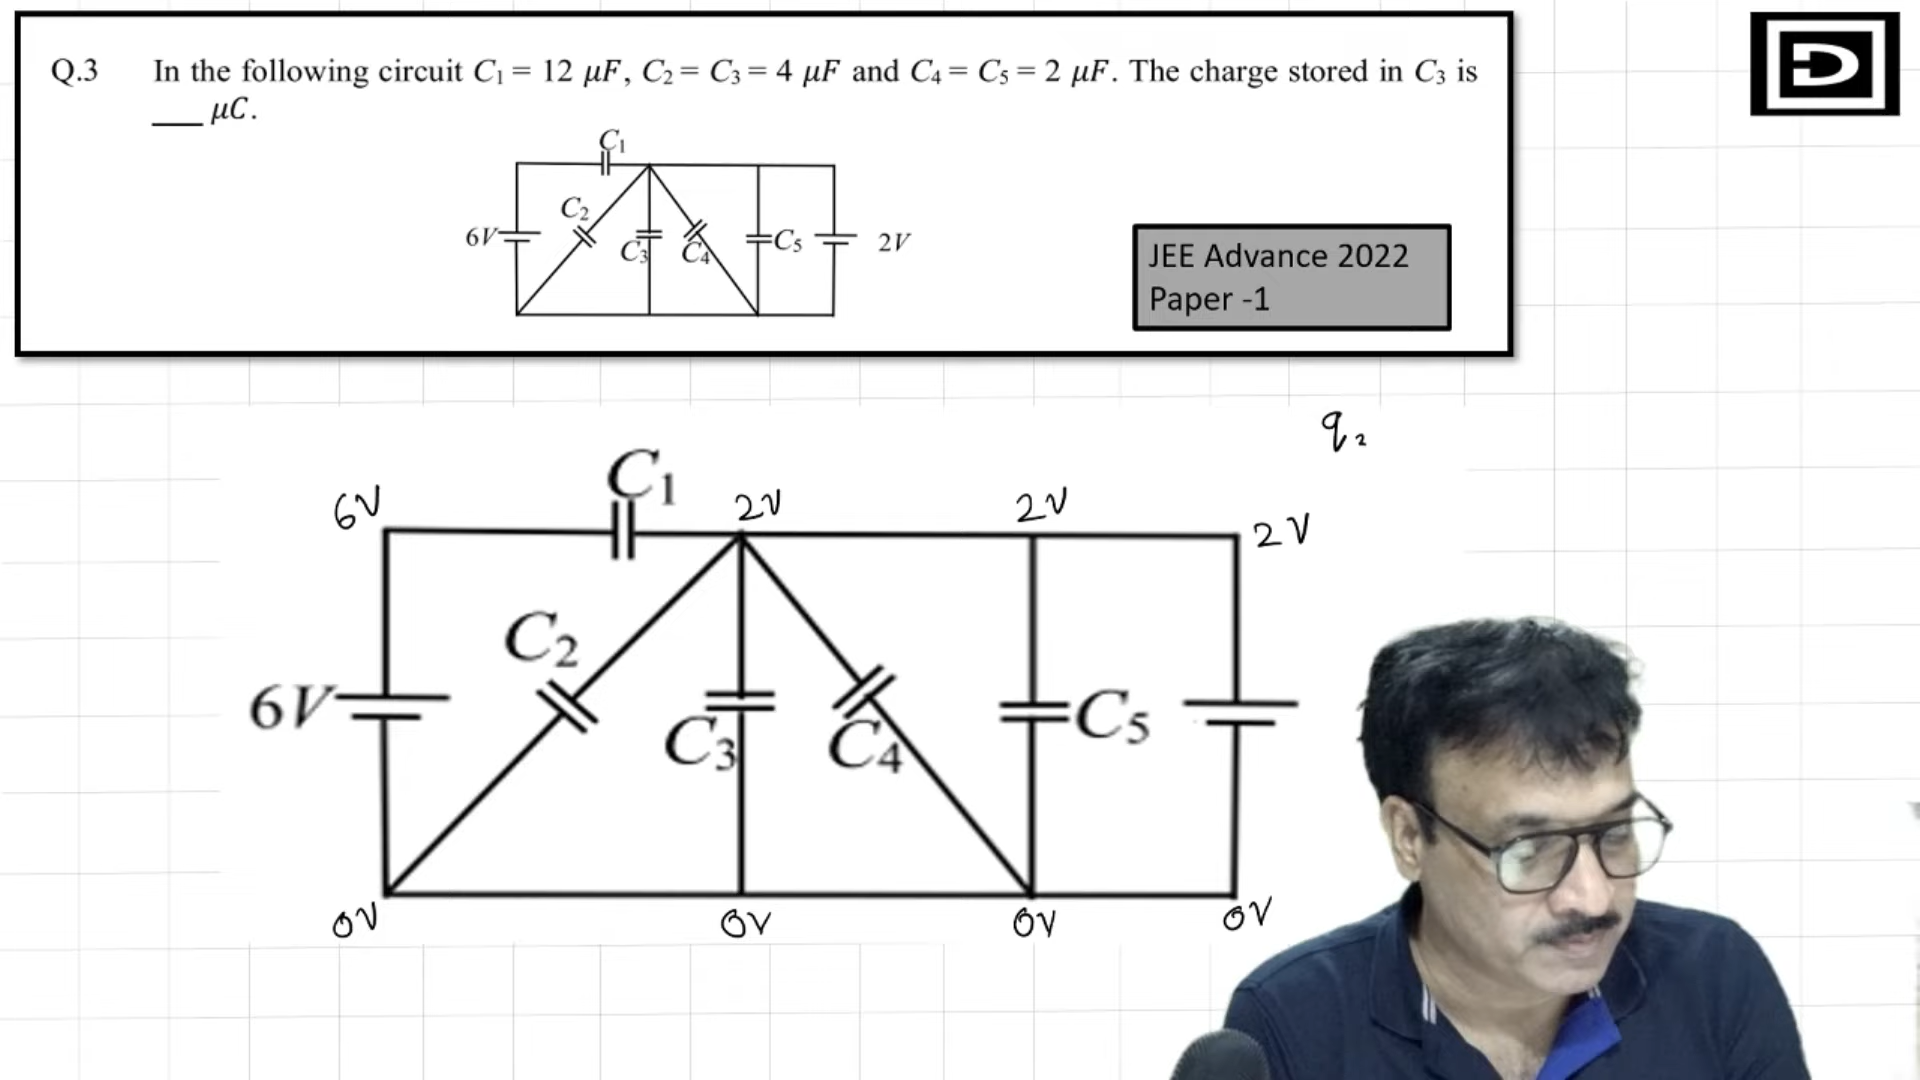 Q.3 In the following circuit C₁ = 12 μF, C₂ = C₃ = 4 μF and C₄ = C₅ = 2 μF. The charge stored in C₃ is
___ μC.
C₁
C₂
6V
C₃
C₄
C₅
2V
JEE Advance 2022
Paper -1
q₂
C₁
6V
2V
2V
2V
C₂
6V
C₃
C₄
C₅
0V
0V
0V
0V